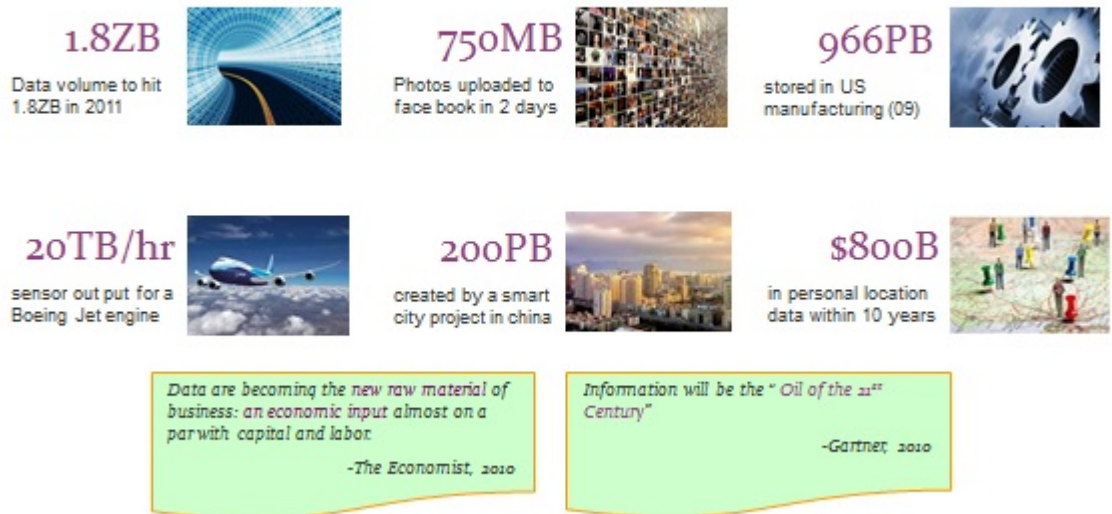 1.8ZB
Data volume to hit
1.8ZB in 2011
750MB
Photos uploaded to
face book in 2 days
966PB
stored in US
manufacturing (09)
20TB/hr
sensor out put for a
Boeing Jet engine
200PB
created by a smart
city project in china
$800B
in personal location
data within 10 years
Data are becoming the new raw material of
business: an economic input almost on a
par with capital and labor.
-The Economist, 2010
Information will be the “ Oil of the 21st
Century”
-Gartner, 2010